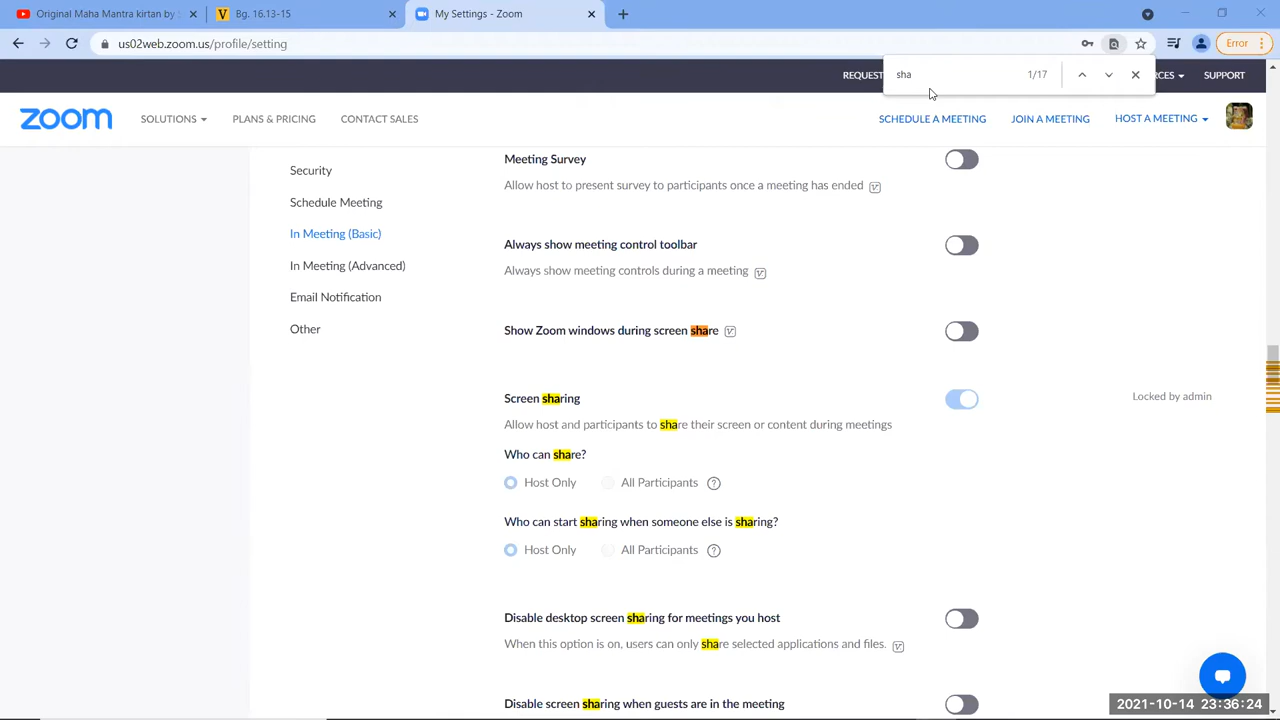 Original Maha Mantra kirtan by
Bg. 16.13-15
My Settings - Zoom
us02web.zoom.us/profile/setting
Error
sha
1/17
REQUEST
RCES
SUPPORT
zoom
SOLUTIONS
PLANS & PRICING
CONTACT SALES
SCHEDULE A MEETING
JOIN A MEETING
HOST A MEETING
Security
Schedule Meeting
In Meeting (Basic)
In Meeting (Advanced)
Email Notification
Other
Meeting Survey
Allow host to present survey to participants once a meeting has ended
Always show meeting control toolbar
Always show meeting controls during a meeting
Show Zoom windows during screen share
Screen sharing
Locked by admin
Allow host and participants to share their screen or content during meetings
Who can share?
Host Only All Participants
Who can start sharing when someone else is sharing?
Host Only All Participants
Disable desktop screen sharing for meetings you host
When this option is on, users can only share selected applications and files.
Disable screen sharing when guests are in the meeting
2021-10-14 23:36:24